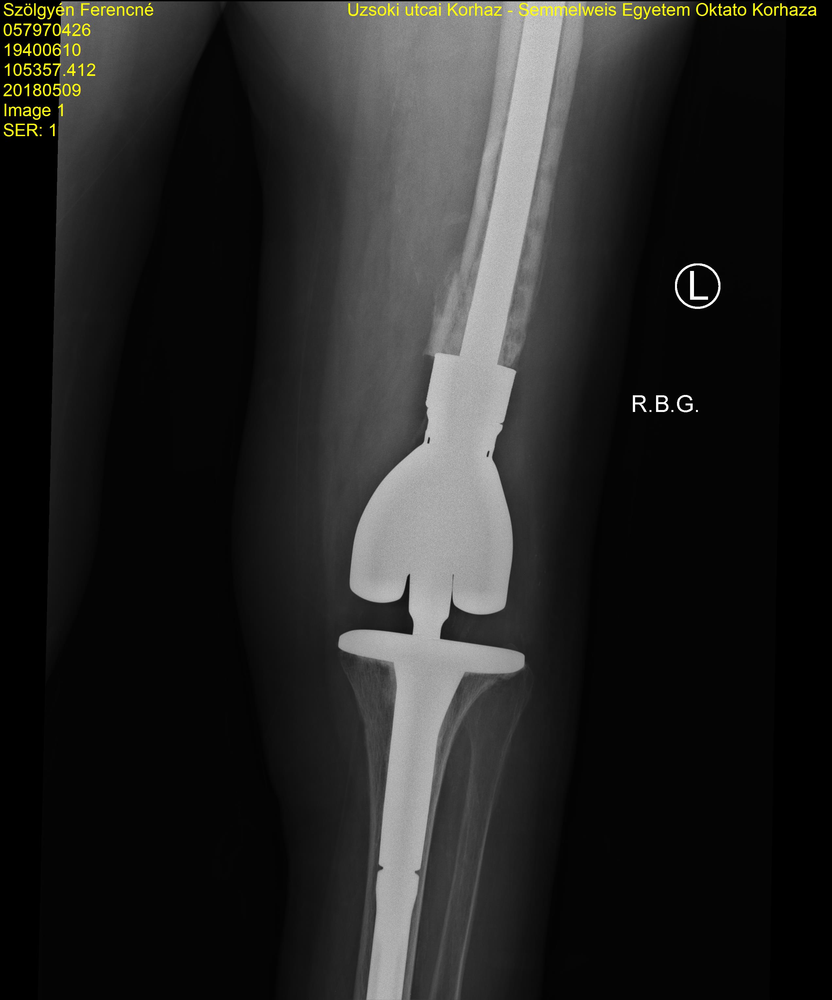 Szölgyén Ferencné
Uzsoki utcai Korhaz - Semmelweis Egyetem Oktato Korhaza
057970426
19400610
105357.412
20180509
Image 1
SER: 1
L
R.B.G.